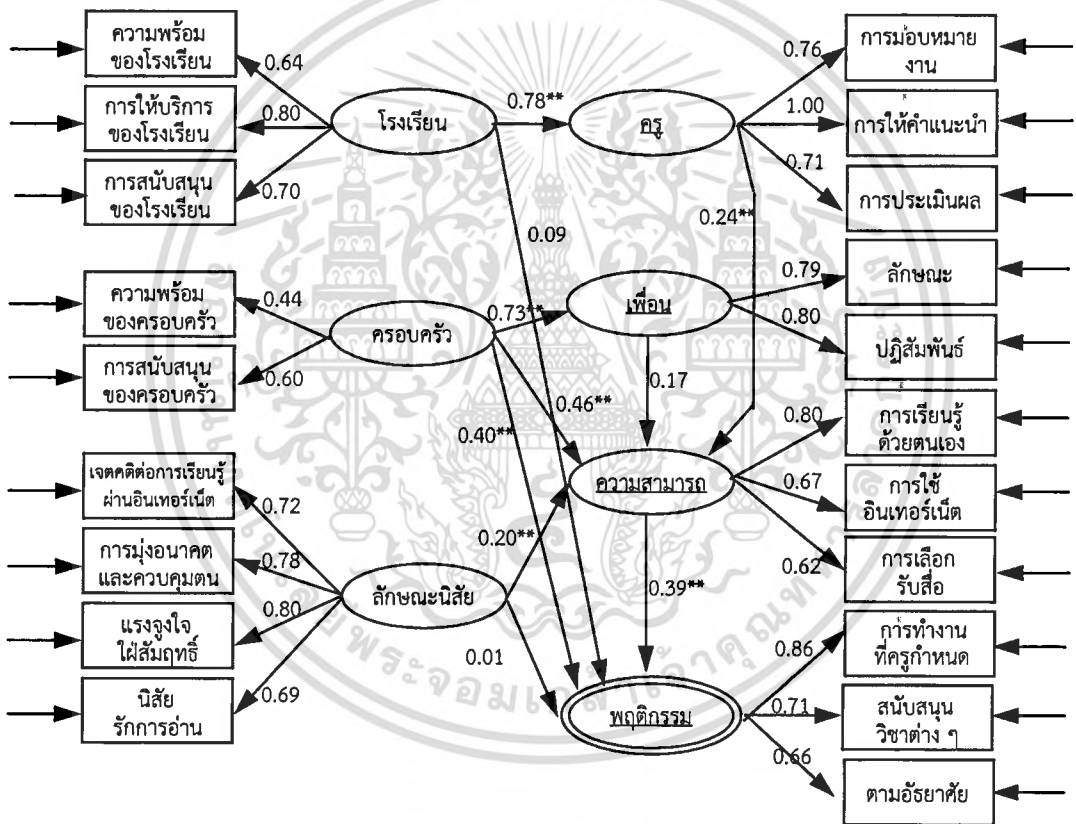 ความพร้อม
ของโรงเรียน
0.64
การให้บริการ
ของโรงเรียน
0.80
การสนับสนุน
ของโรงเรียน
0.70
โรงเรียน
0.78**
ครู
0.76
การมอบหมาย
งาน
1.00
การให้คำแนะนำ
0.71
การประเมินผล
0.24**
0.09
ความพร้อม
ของครอบครัว
0.44
การสนับสนุน
ของครอบครัว
0.60
ครอบครัว
0.73**
เพื่อน
0.79
ลักษณะ
0.80
ปฏิสัมพันธ์
0.17
0.46**
0.40**
ความสามารถ
0.80
การเรียนรู้
ด้วยตนเอง
0.67
การใช้
อินเทอร์เน็ต
0.62
การเลือก
รับสื่อ
เจตคติต่อการเรียนรู้
ผ่านอินเทอร์เน็ต
0.72
การมุ่งอนาคต
และควบคุมตน
0.78
แรงจูงใจ
ใฝ่สัมฤทธิ์
0.80
นิสัย
รักการอ่าน
0.69
ลักษณะนิสัย
0.20**
0.01
0.39**
พฤติกรรม
0.86
การทำงาน
ที่ครูกำหนด
0.71
สนับสนุน
วิชาต่าง ๆ
0.66
ตามอัธยาศัย